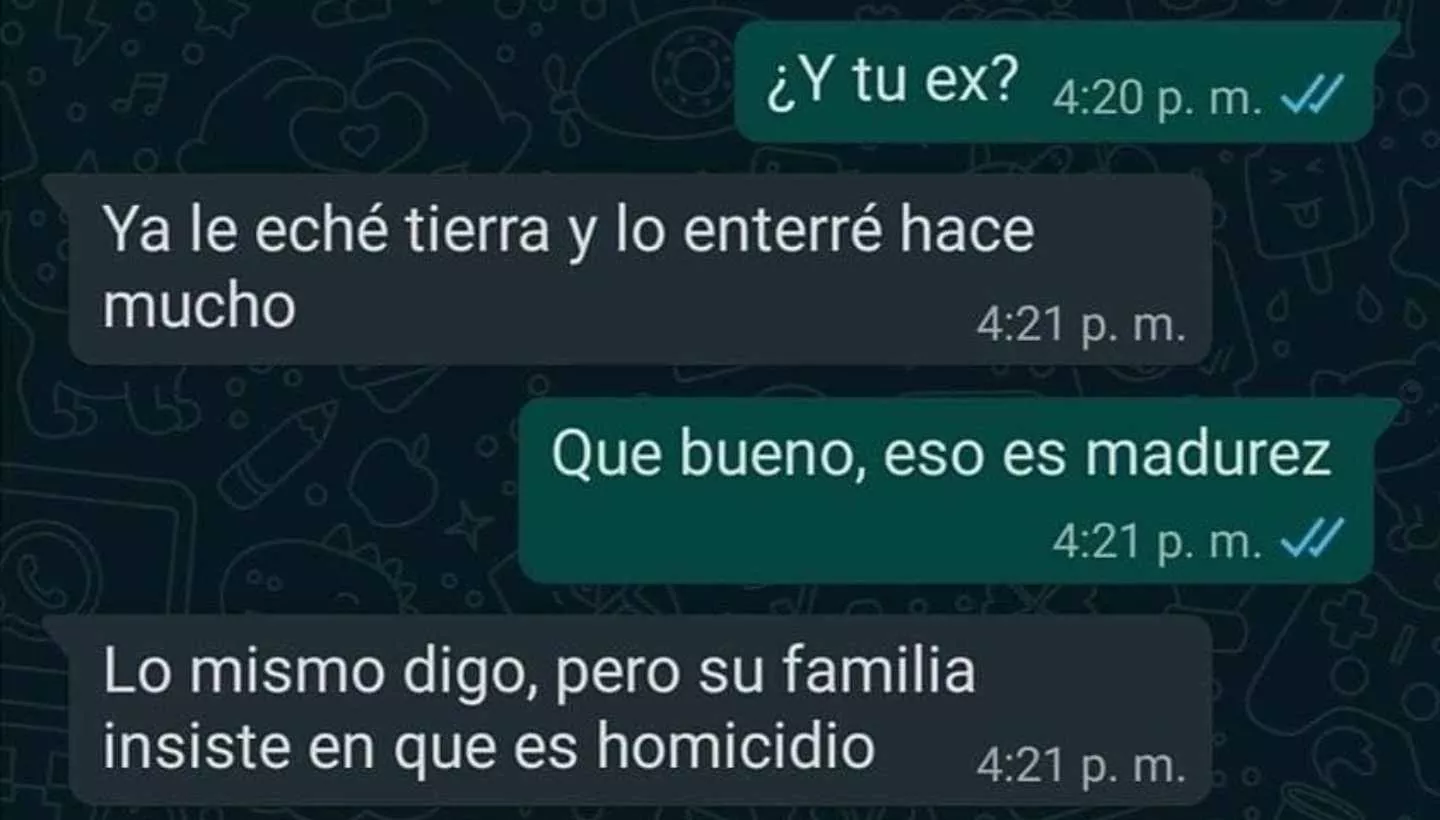 ¿Y tu ex? 4:20 p. m.
Ya le eché tierra y lo enterré hace
mucho 4:21 p. m.
Que bueno, eso es madurez
4:21 p. m.
Lo mismo digo, pero su familia
insiste en que es homicidio 4:21 p. m.